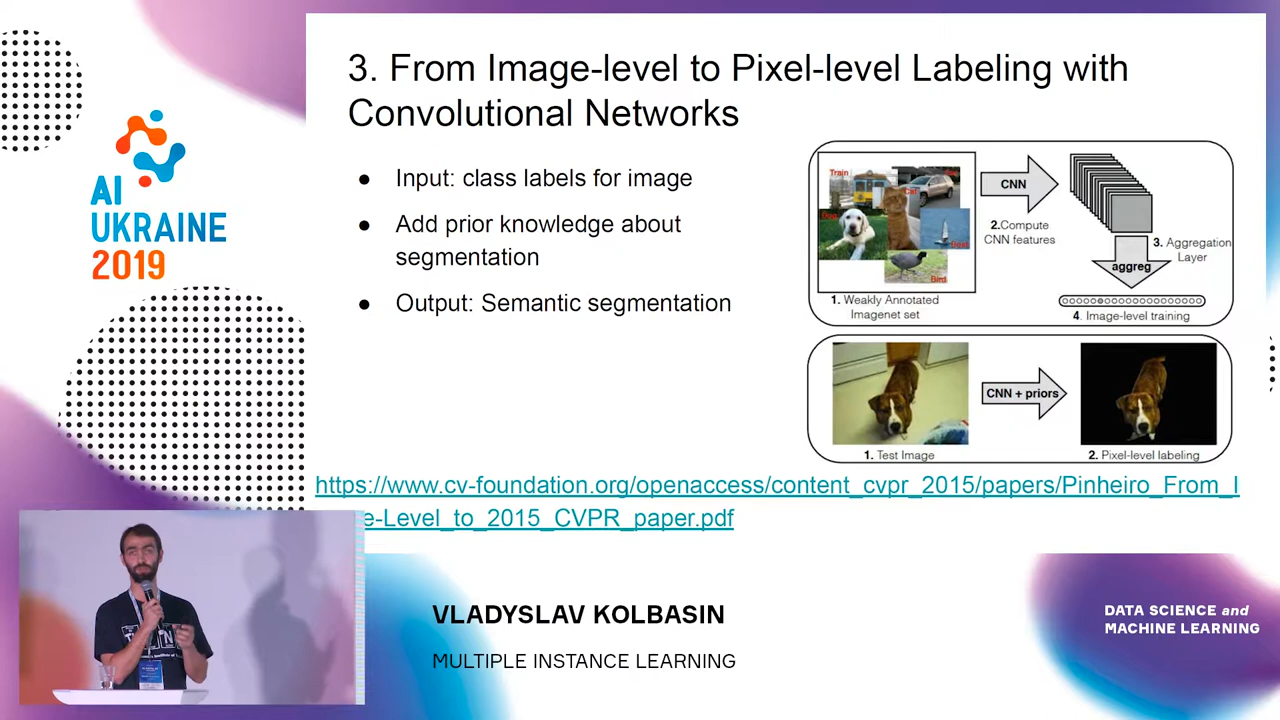 3. From Image-level to Pixel-level Labeling with
Convolutional Networks
● Input: class labels for image
● Add prior knowledge about
segmentation
● Output: Semantic segmentation
Train
Bird
1. Weakly Annotated
Imagenet set
CNN
2.Compute
CNN features
3. Aggregation
Layer
aggreg
4. Image-level training
1. Test Image
CNN + priors
2. Pixel-level labeling
https://www.cv-foundation.org/openaccess/content_cvpr_2015/papers/Pinheiro_From_I
e-Level_to_2015_CVPR_paper.pdf
AI
UKRAINE
2019
VLADYSLAV KOLBASIN
MULTIPLE INSTANCE LEARNING
DATA SCIENCE and
MACHINE LEARNING